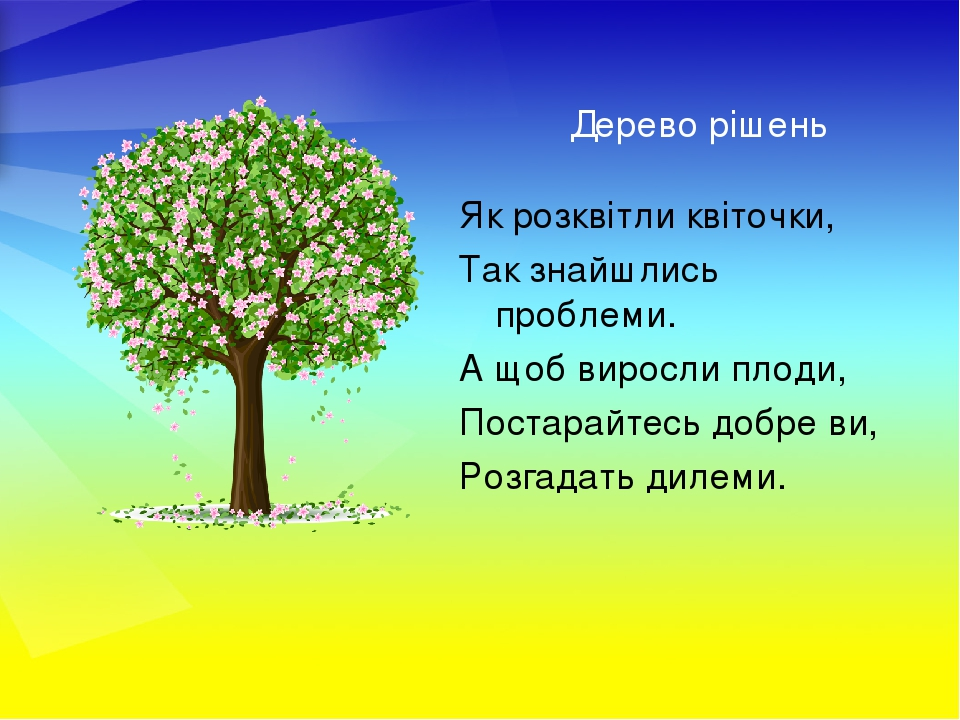 Дерево рішень
Як розквітли квіточки,
Так знайшлись
проблеми.
А щоб виросли плоди,
Постарайтесь добре ви,
Розгадать дилеми.